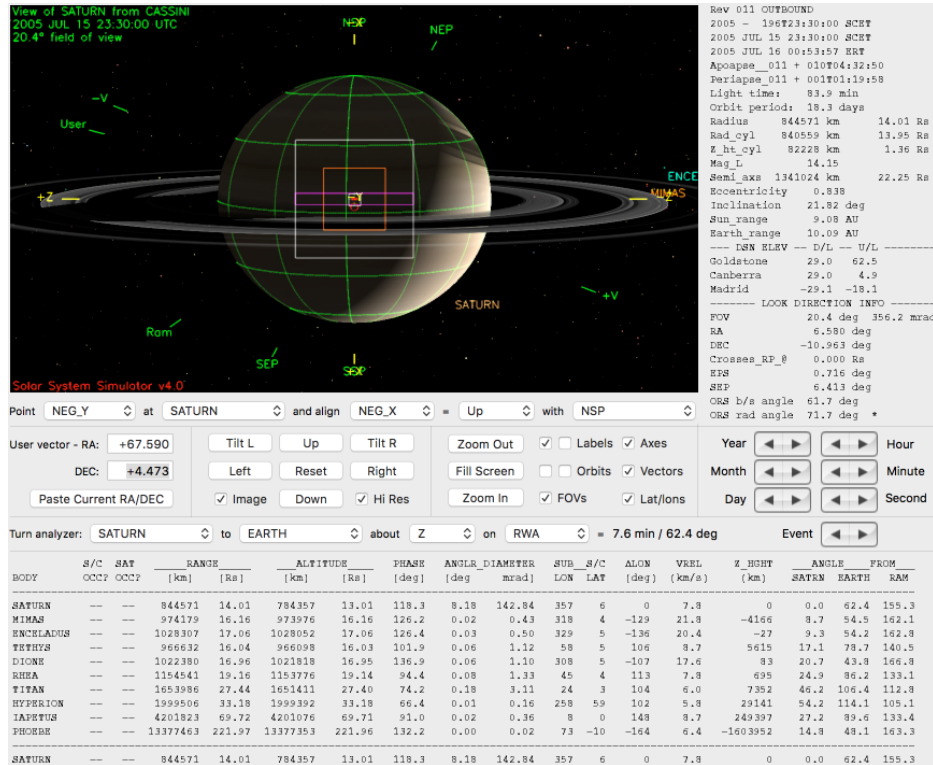 View of SATURN from CASSINI
2005 JUL 15 23:30:00 UTC
20.4° field of view
NEP
-V
User
ENCE
+Z
MIMAS
+V
SATURN
Ram
SEP
Solar System Simulator v4.0
Rev 011 OUTBOUND
2005 - 196T23:30:00 SCET
2005 JUL 15 23:30:00 SCET
2005 JUL 16 00:53:57 ERT
Apoapse__011 + 010T04:32:50
Periapse_011 + 001T01:19:58
Light time: 83.9 min
Orbit period: 18.3 days
Radius 844571 km 14.01 Rs
Rad_cyl 840559 km 13.95 Rs
Z_ht_cyl 82228 km 1.36 Rs
Mag_L 14.15
Semi_axs 1341024 km 22.25 Rs
Eccentricity 0.838
Inclination 21.82 deg
Sun_range 9.08 AU
Earth_range 10.09 AU
--- DSN ELEV -- D/L -- U/L -------
Goldstone 29.0 62.5
Canberra 29.0 4.9
Madrid -29.1 -18.1
------- LOOK DIRECTION INFO ------
FOV 20.4 deg 356.2 mrad
RA 6.580 deg
DEC -10.963 deg
Crosses_RP_@ 0.000 Rs
EPS 0.716 deg
SEP 6.413 deg
ORS b/s angle 61.7 deg
ORS rad angle 71.7 deg *
Point NEG_Y at SATURN and align NEG_X = Up with NSP
User vector - RA: +67.590 Tilt L Up Tilt R Zoom Out Labels Axes Year Hour
DEC: +4.473 Left Reset Right Fill Screen Orbits Vectors Month Minute
Paste Current RA/DEC Image Down Hi Res Zoom In FOVs Lat/lons Day Second
Turn analyzer: SATURN to EARTH about Z on RWA = 7.6 min / 62.4 deg Event
S/C SAT RANGE ALTITUDE PHASE ANGLR_DIAMETER SUB_S/C ΔLON VREL Z_HGHT ANGLE FROM
BODY OCC? OCC? [km] [Rs] [km] [Rs] [deg] [deg mrad] LON LAT [deg] (km/s) [km] SATRN EARTH RAM
SATURN -- -- 844571 14.01 784357 13.01 118.3 8.18 142.84 357 6 0 7.8 0 0.0 62.4 155.3
MIMAS -- -- 974179 16.16 973976 16.16 126.2 0.02 0.43 318 4 -129 21.8 -4166 8.7 54.5 162.1
ENCELADUS -- -- 1028307 17.06 1028052 17.06 126.4 0.03 0.50 329 5 -136 20.4 -27 9.3 54.2 162.8
TETHYS -- -- 966632 16.04 966098 16.03 101.9 0.06 1.12 58 5 106 8.7 5615 17.1 78.7 140.5
DIONE -- -- 1022380 16.96 1021818 16.95 136.9 0.06 1.10 308 5 -107 17.6 83 20.7 43.8 166.8
RHEA -- -- 1154541 19.16 1153776 19.14 94.4 0.08 1.33 45 4 113 7.8 695 24.9 86.2 133.1
TITAN -- -- 1653986 27.44 1651411 27.40 74.2 0.18 3.11 24 3 104 6.0 7352 46.2 106.4 112.8
HYPERION -- -- 1999506 33.18 1999392 33.18 66.4 0.01 0.16 258 59 102 5.8 29141 54.2 114.1 105.1
IAPETUS -- -- 4201823 69.72 4201076 69.71 91.0 0.02 0.36 8 0 148 8.7 249397 27.2 89.6 133.4
PHOEBE -- -- 13377463 221.97 13377353 221.96 132.2 0.00 0.02 73 -10 -164 6.4 -1603952 14.8 48.1 163.3
SATURN -- -- 844571 14.01 784357 13.01 118.3 8.18 142.84 357 6 0 7.8 0 0.0 62.4 155.3